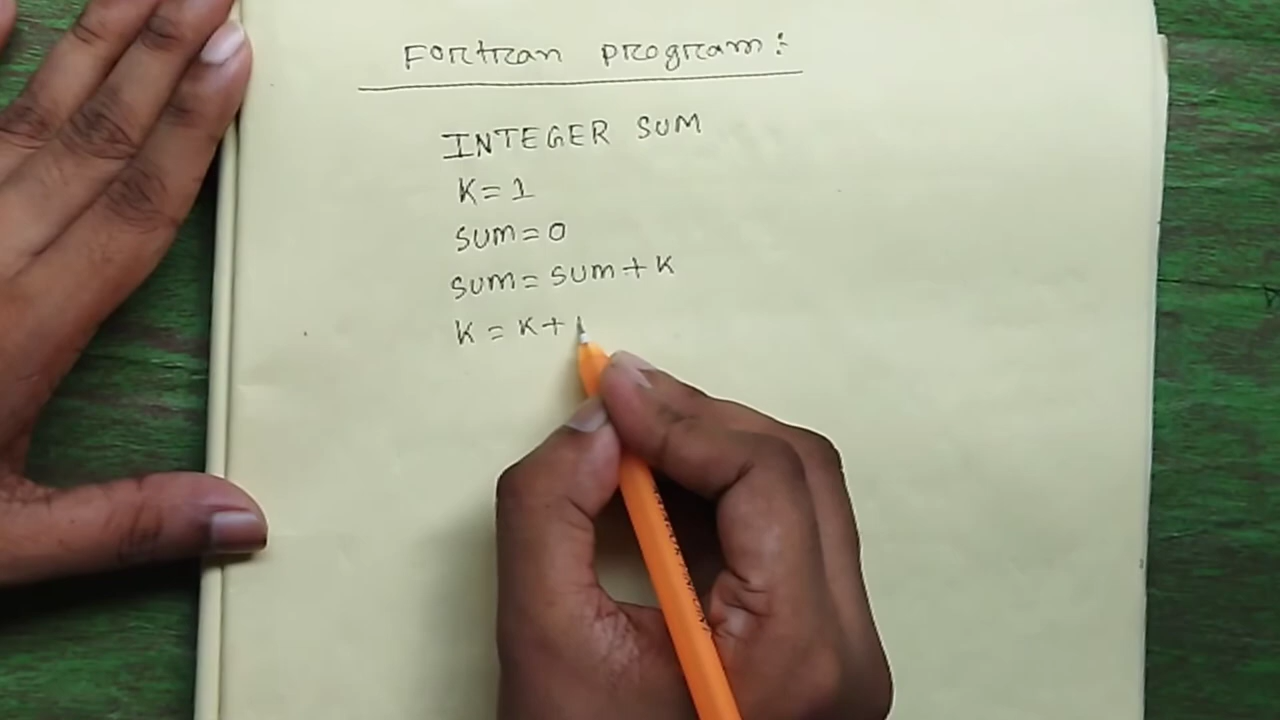 Fortran program:
INTEGER SUM
K=1
SUM=0
SUM=SUM+K
K=K+1